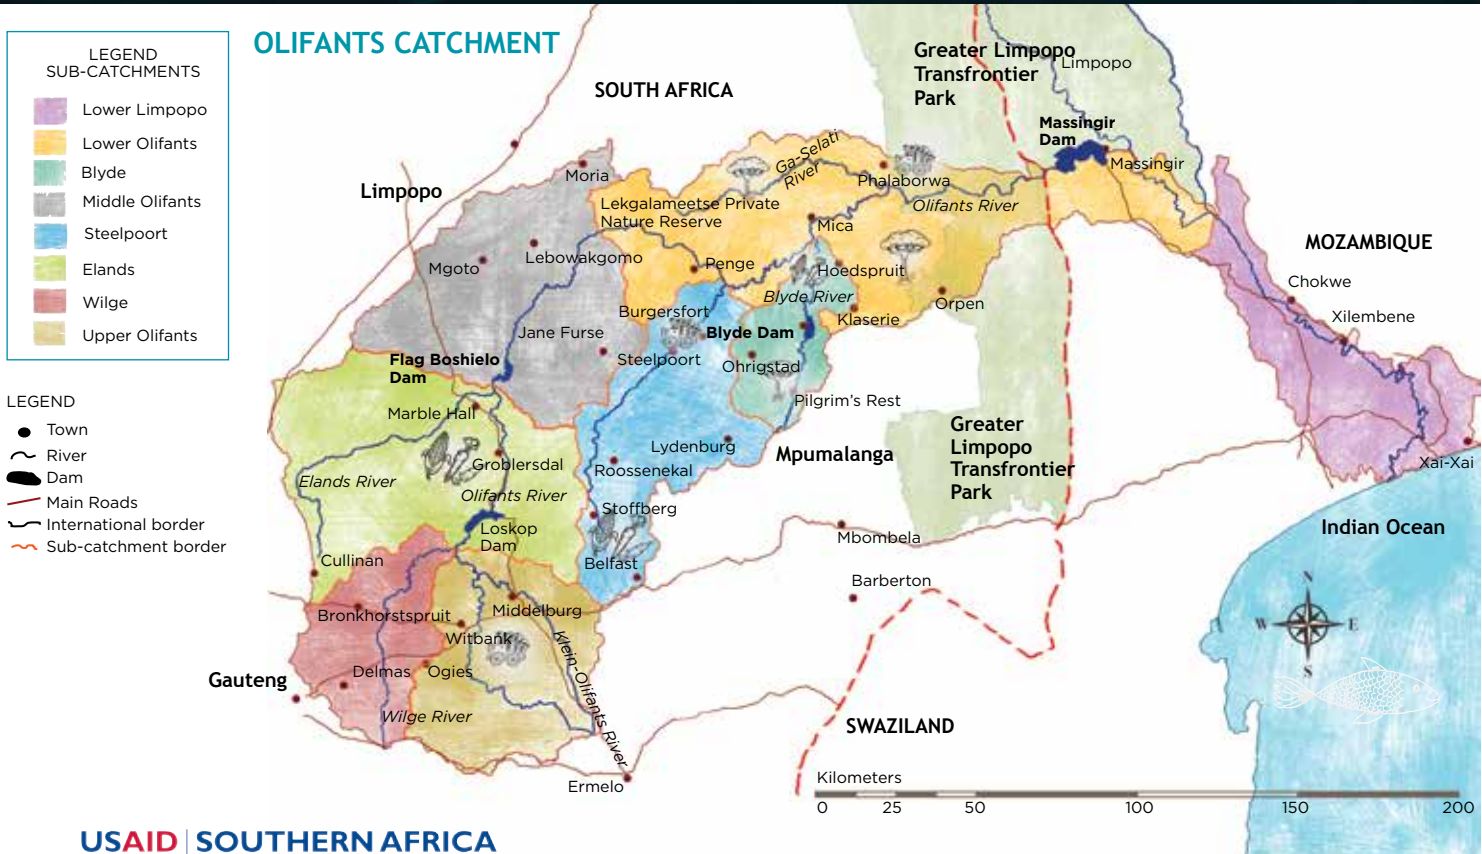 OLIFANTS CATCHMENT
LEGEND
SUB-CATCHMENTS
Lower Limpopo
Lower Olifants
Blyde
Middle Olifants
Steelpoort
Elands
Wilge
Upper Olifants
LEGEND
Town
River
Dam
Main Roads
International border
Sub-catchment border
SOUTH AFRICA
Greater Limpopo
Transfrontier
Park
Limpopo
Massingir
Dam
Massingir
Limpopo
Moria
Ga-Selati
River
Phalaborwa
Lekgalameetse Private
Nature Reserve
Olifants River
Mica
MOZAMBIQUE
Mgoto
Lebowakgomo
Penge
Hoedspruit
Chokwe
Blyde River
Orpen
Burgersfort
Klaserie
Xilembene
Jane Furse
Blyde Dam
Flag Boshielo
Dam
Steelpoort
Ohrigstad
Marble Hall
Pilgrim's Rest
Greater
Limpopo
Transfrontier
Park
Lydenburg
Mpumalanga
Groblersdal
Roossenekal
Xai-Xai
Elands River
Olifants River
Stoffberg
Loskop
Dam
Indian Ocean
Mbombela
Cullinan
Belfast
Barberton
N
W
E
S
Bronkhorstspruit
Middelburg
Witbank
Klein-Olifants River
Gauteng
Delmas
Ogies
Wilge River
SWAZILAND
Ermelo
Kilometers
0 25 50 100 150 200
USAID | SOUTHERN AFRICA